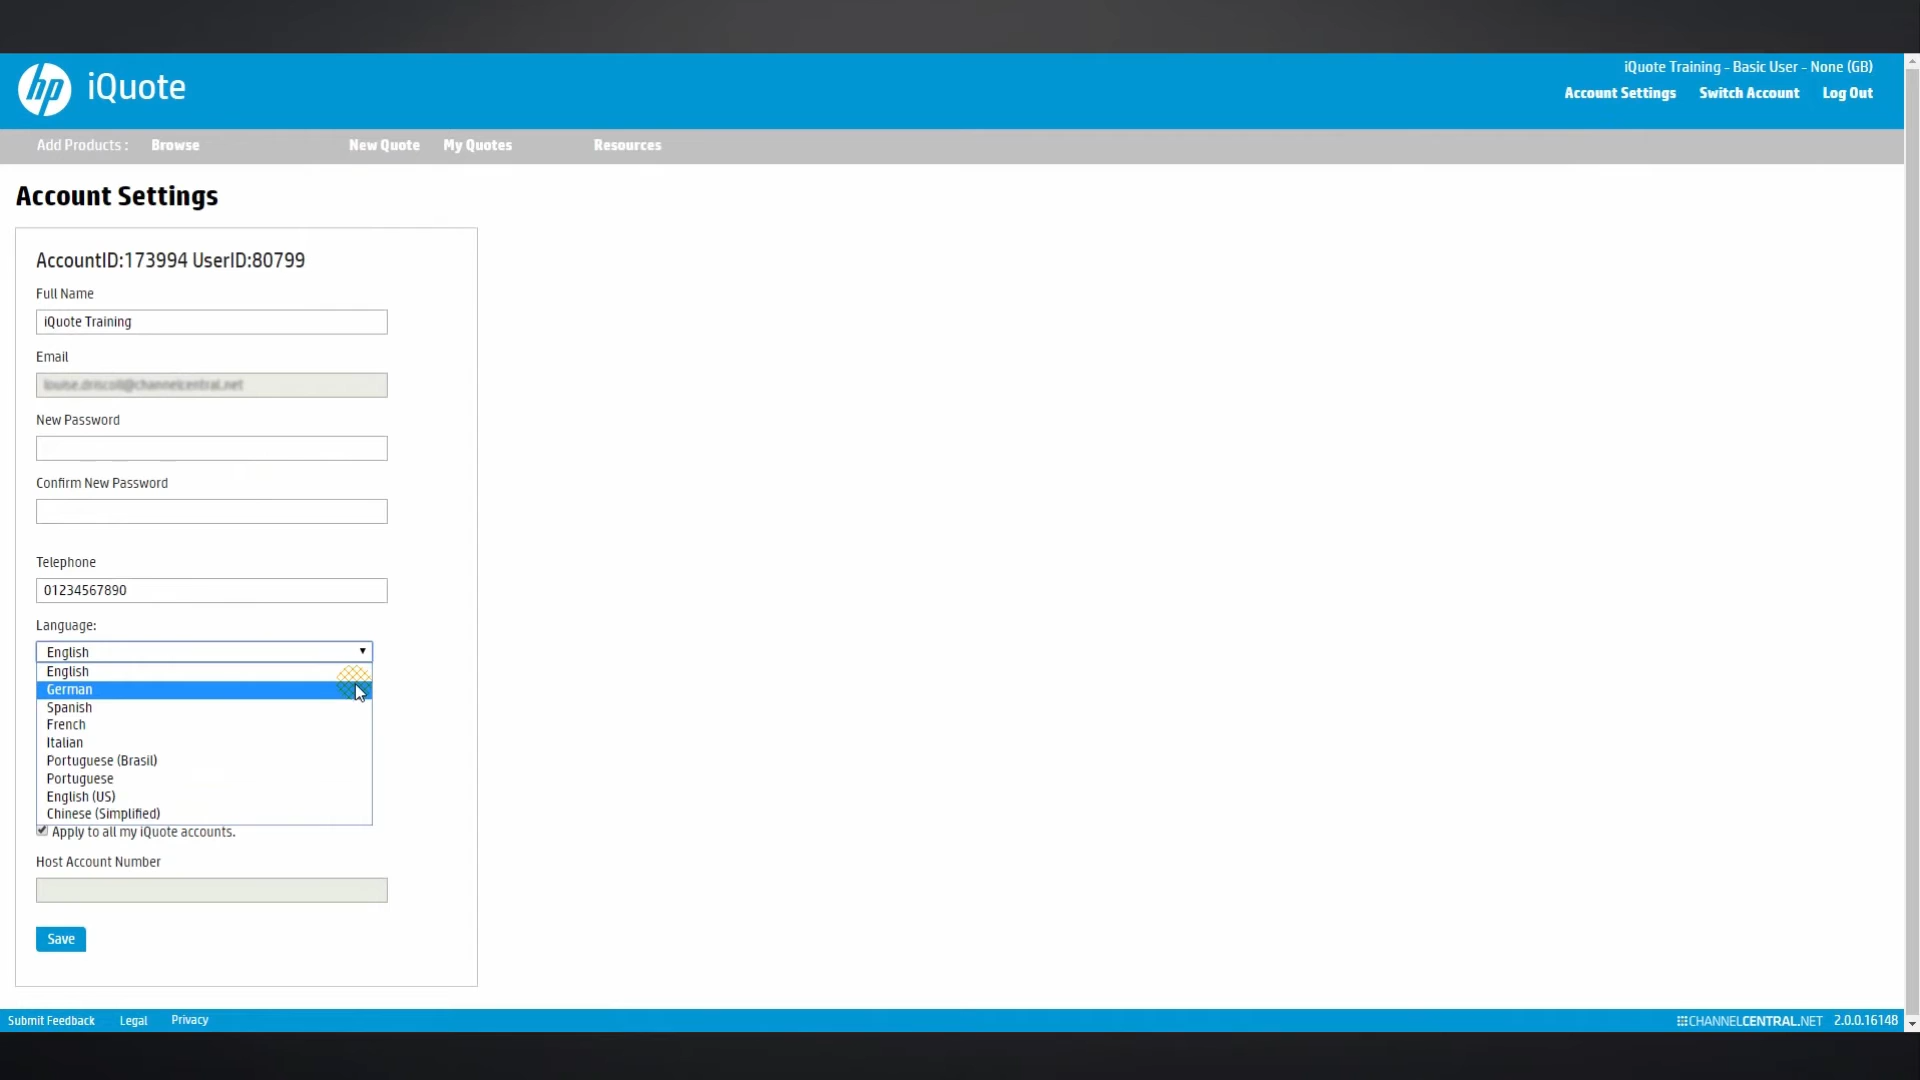 hp iQuote
iQuote Training - Basic User - None (GB)
Account Settings Switch Account Log Out
Add Products : Browse New Quote My Quotes Resources
Account Settings
AccountID:173994 UserID:80799
Full Name
iQuote Training
Email
New Password
Confirm New Password
Telephone
01234567890
Language:
English
English
German
Spanish
French
Italian
Portuguese (Brasil)
Portuguese
English (US)
Chinese (Simplified)
Apply to all my iQuote accounts.
Host Account Number
Save
Submit Feedback Legal Privacy
CHANNELCENTRAL.NET 2.0.0.16148